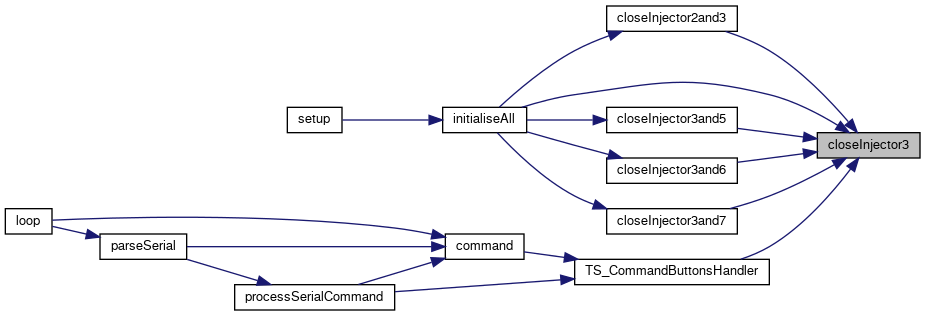 closeInjector2and3
setup
initialiseAll
closeInjector3and5
closeInjector3
closeInjector3and6
closeInjector3and7
loop
parseSerial
command
TS_CommandButtonsHandler
processSerialCommand